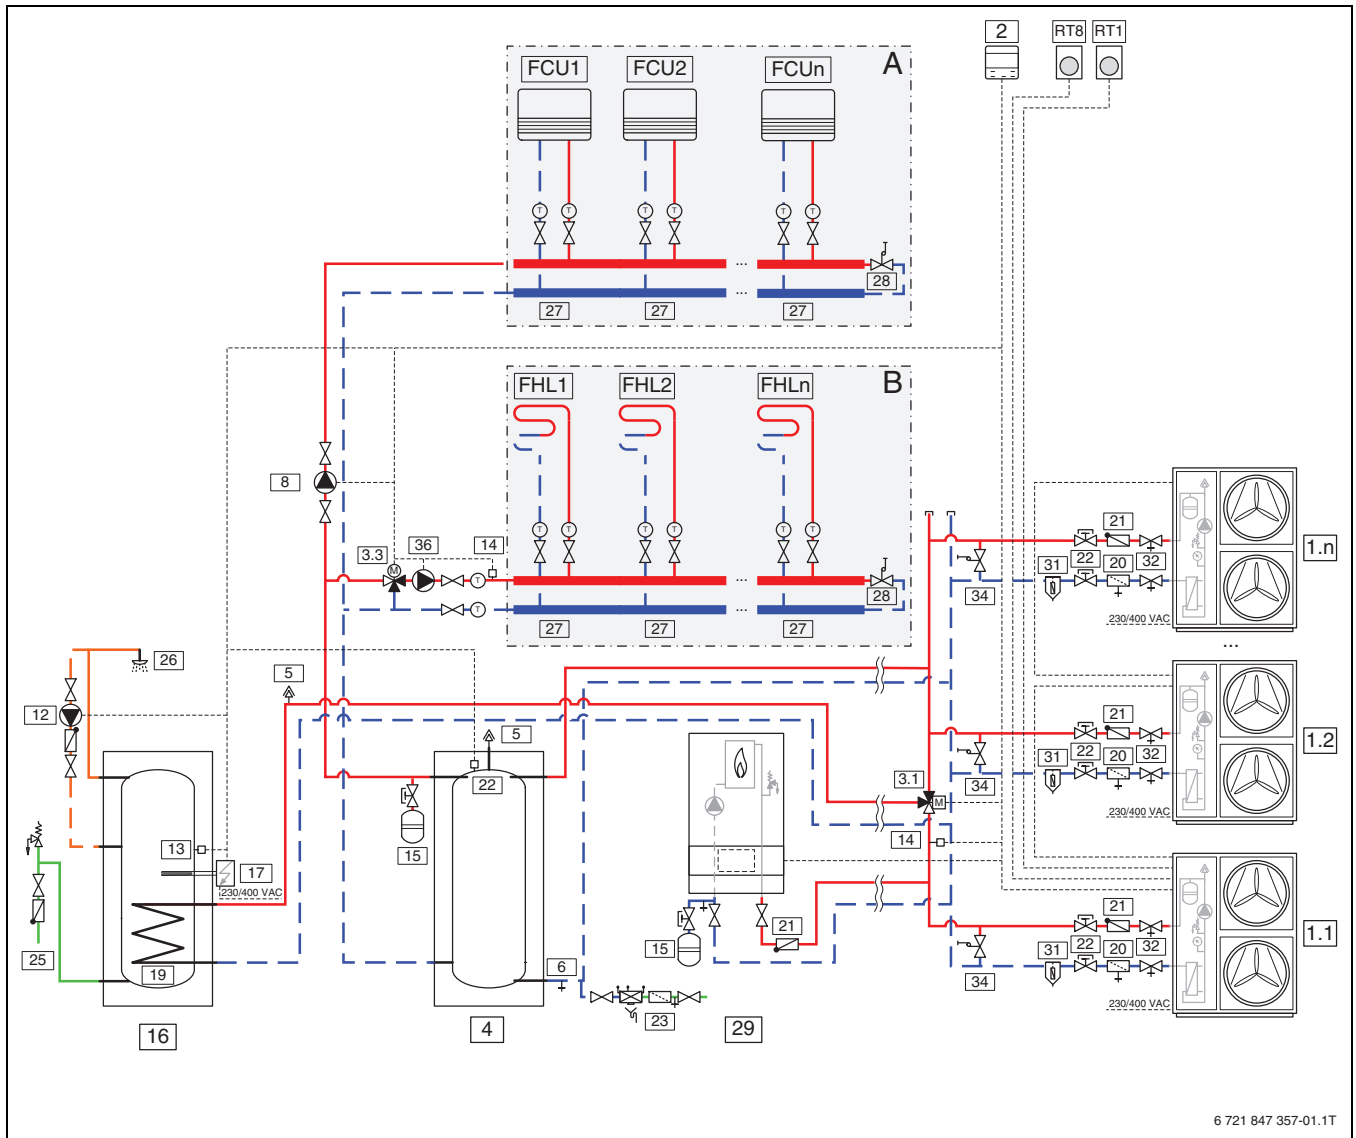 2
RT8
RT1
FCU1
FCU2
FCUn
A
T
T
T
T
T
T
...
...
28
27
27
27
FHL1
FHL2
FHLn
B
8
3.3
36
14
M
T
T
T
T
T
T
T
T
...
...
28
27
27
27
21
22
31
20
32
34
1.n
230/400 VAC
...
26
5
12
5
22
21
22
31
20
32
34
1.2
230/400 VAC
3.1
M
14
13
17
230/400 VAC
15
19
25
21
15
6
23
21
22
31
20
32
34
1.1
230/400 VAC
16
4
29
6 721 847 357-01.1T